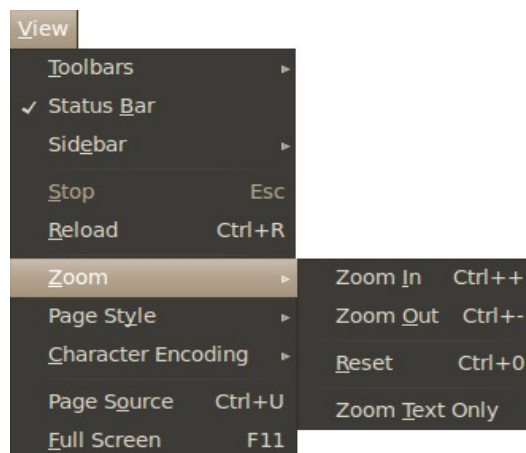 View
Toolbars
Status Bar
Sidebar
Stop Esc
Reload Ctrl+R
Zoom
Page Style
Character Encoding
Page Source Ctrl+U
Full Screen F11
Zoom In Ctrl++
Zoom Out Ctrl+-
Reset Ctrl+0
Zoom Text Only